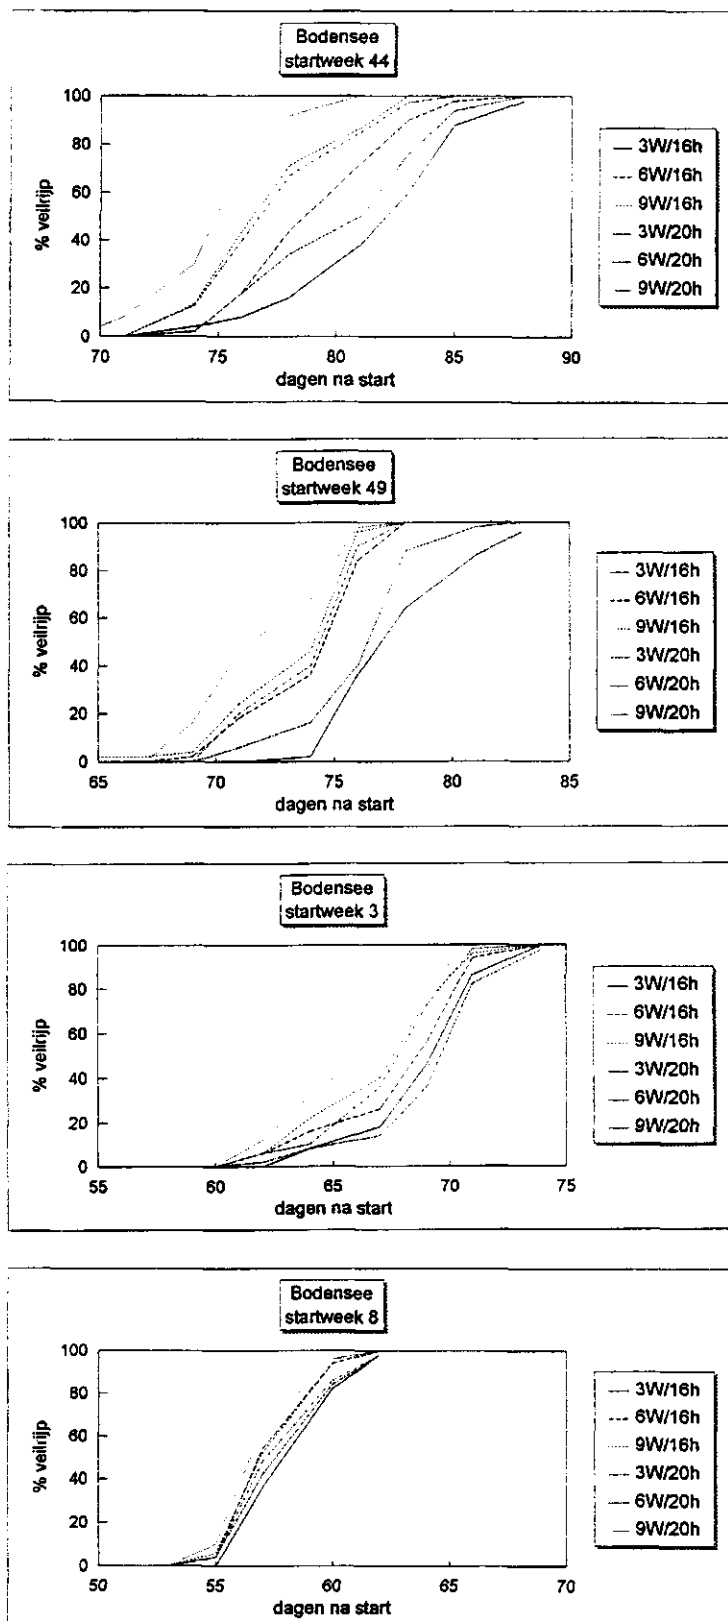 Bodensee
startweek 44
100
80
60
40
20
0
% veilrijp
70 75 80 85 90
dagen na start
3W/16h
6W/16h
9W/16h
3W/20h
6W/20h
9W/20h
Bodensee
startweek 49
100
80
60
40
20
0
% veilrijp
65 70 75 80 85
dagen na start
3W/16h
6W/16h
9W/16h
3W/20h
6W/20h
9W/20h
Bodensee
startweek 3
100
80
60
40
20
0
% veilrijp
55 60 65 70 75
dagen na start
3W/16h
6W/16h
9W/16h
3W/20h
6W/20h
9W/20h
Bodensee
startweek 8
100
80
60
40
20
0
% veilrijp
50 55 60 65 70
dagen na start
3W/16h
6W/16h
9W/16h
3W/20h
6W/20h
9W/20h